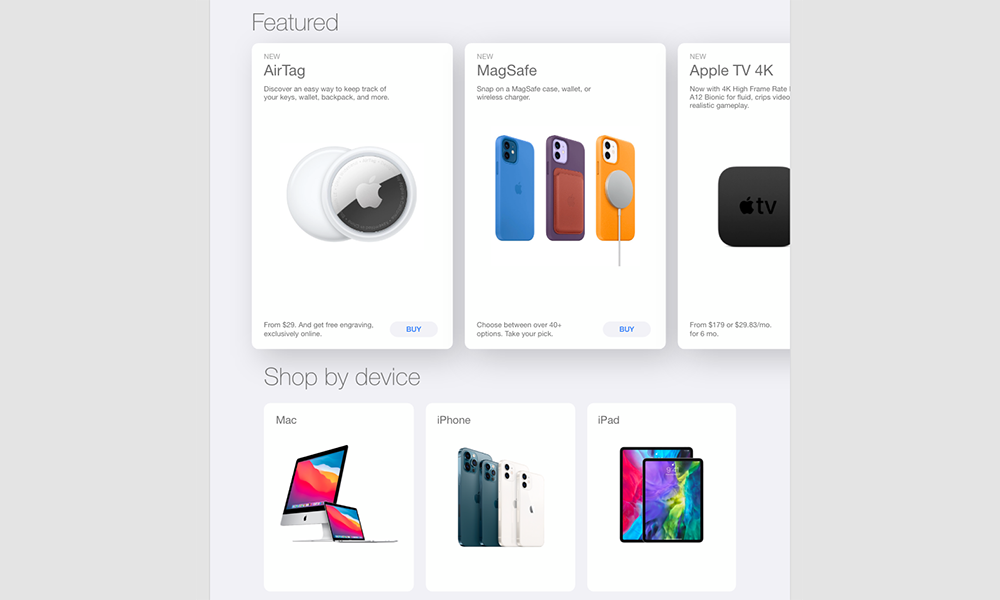 Featured
NEW
AirTag
Discover an easy way to keep track of
your keys, wallet, backpack, and more.
From $29. And get free engraving,
exclusively online.
BUY
NEW
MagSafe
Snap on a MagSafe case, wallet, or
wireless charger.
Choose between over 40+
options. Take your pick.
BUY
NEW
Apple TV 4K
Now with 4K High Frame Rate
A12 Bionic for fluid, crips video
realistic gameplay.
tv
From $179 or $29.83/mo.
for 6 mo.
Shop by device
Mac
iPhone
iPad